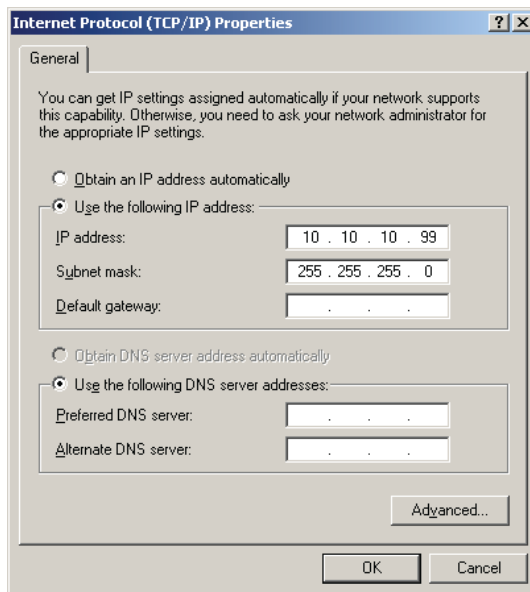 Internet Protocol (TCP/IP) Properties
General
You can get IP settings assigned automatically if your network supports
this capability. Otherwise, you need to ask your network administrator for
the appropriate IP settings.
Obtain an IP address automatically
Use the following IP address:
IP address: 10 . 10 . 10 . 99
Subnet mask: 255 . 255 . 255 . 0
Default gateway: . . .
Obtain DNS server address automatically
Use the following DNS server addresses:
Preferred DNS server: . . .
Alternate DNS server: . . .
Advanced...
OK Cancel